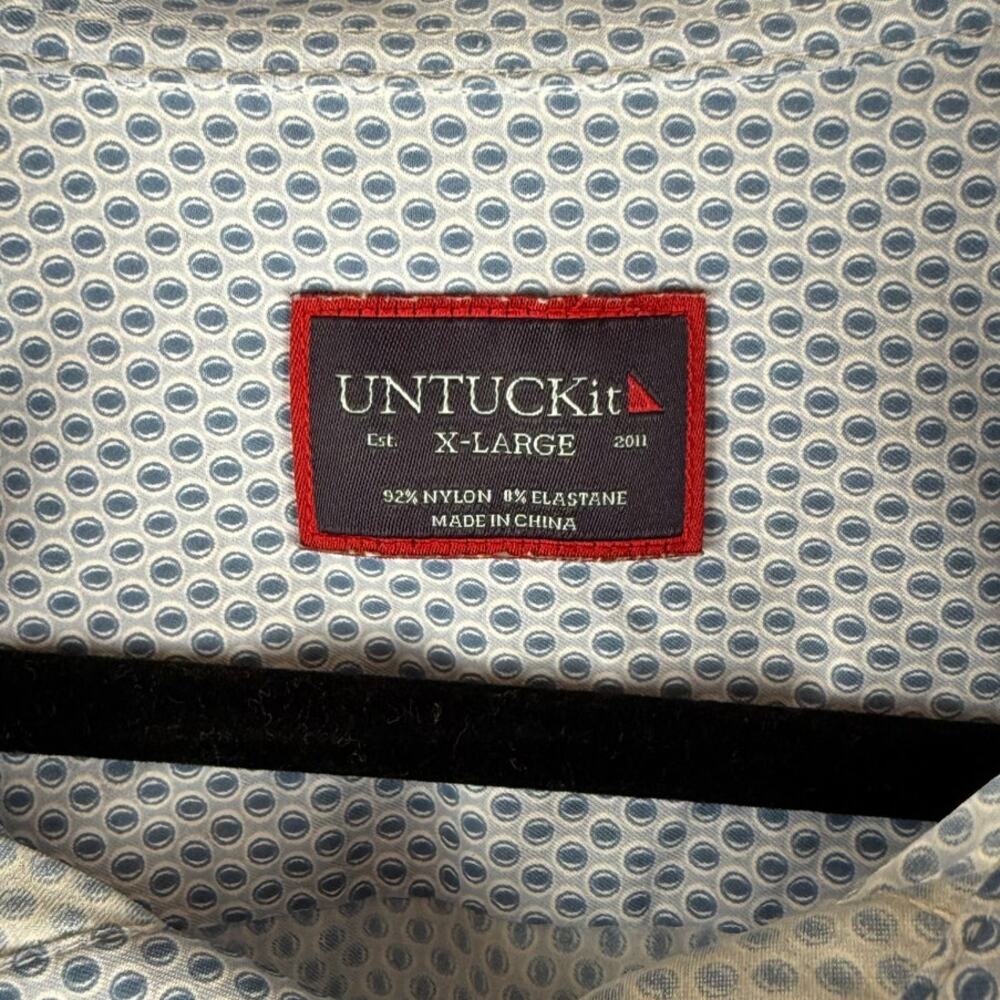 UNTUCKit
Est. X-LARGE 2011
92% NYLON 8% ELASTANE
MADE IN CHINA